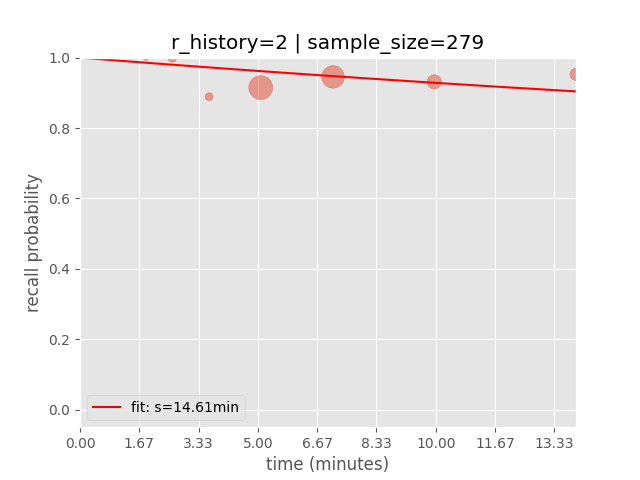 r_history=2 | sample_size=279
1.0
0.8
0.6
0.4
0.2
0.0
recall probability
fit: s=14.61min
0.00 1.67 3.33 5.00 6.67 8.33 10.00 11.67 13.33
time (minutes)